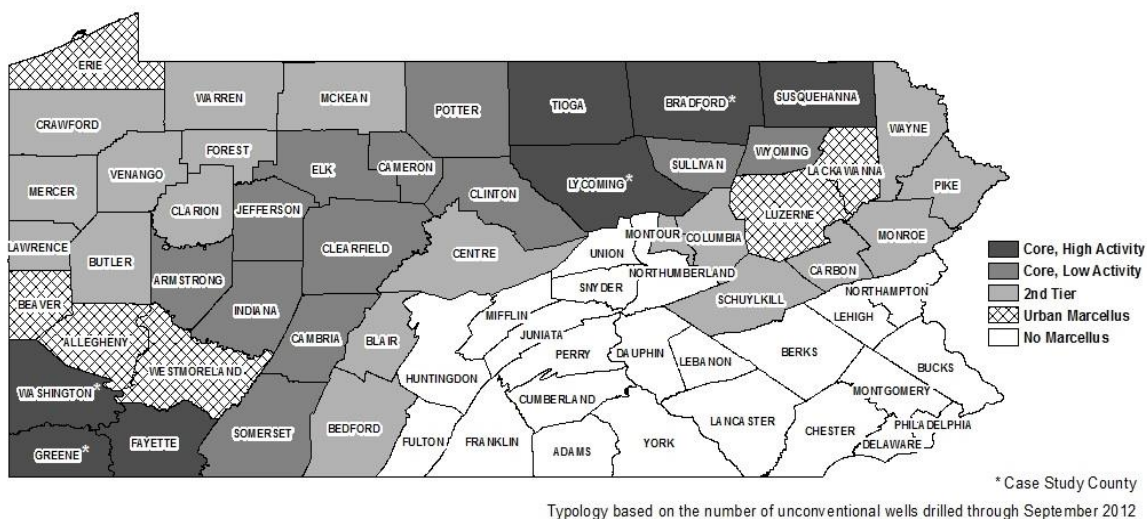 ERIE
WARREN
MCKEAN
POTTER
TIOGA
BRADFORD *
SUSQUEHANNA
CRAWFORD
WAYNE
FOREST
ELK
CAMERON
SULLIVAN
WYOMING
LACKAWANNA
VENANGO
MERCER
CLINTON
LYCOMING *
PIKE
CLARION
JEFFERSON
LUZERNE
LAWRENCE
BUTLER
CLEARFIELD
CENTRE
UNION
MONTOUR
COLUMBIA
MONROE
ARMSTRONG
CARBON
NORTHUMBERLAND
BEAVER
INDIANA
SNYDER
SCHUYLKILL
NORTHAMPTON
LEHIGH
ALLEGHENY
CAMBRIA
BLAIR
MIFFLIN
JUNIATA
PERRY
DAUPHIN
LEBANON
BERKS
BUCKS
WESTMORELAND
HUNTINGDON
WASHINGTON *
CUMBERLAND
MONTGOMERY
LANCASTER
PHILADELPHIA
GREENE *
FAYETTE
SOMERSET
BEDFORD
FULTON
FRANKLIN
ADAMS
YORK
CHESTER
DELAWARE
Core, High Activity
Core, Low Activity
2nd Tier
Urban Marcellus
No Marcellus
* Case Study County
Typology based on the number of unconventional wells drilled through September 2012